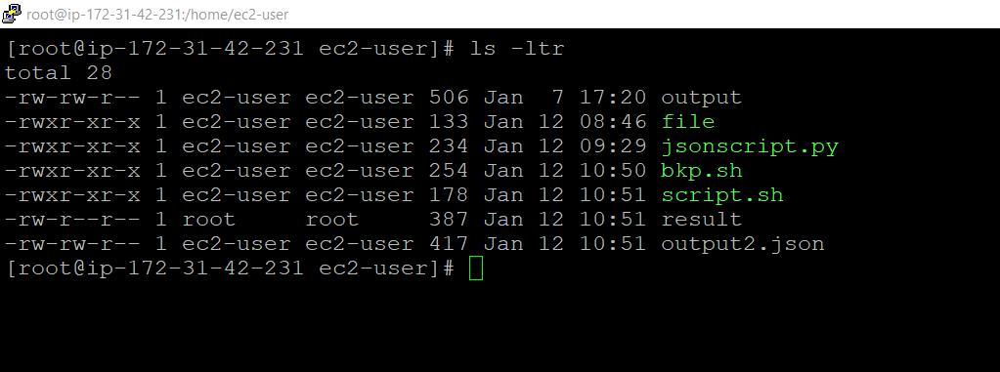 root@ip-172-31-42-231:/home/ec2-user
[root@ip-172-31-42-231 ec2-user]# ls -ltr
total 28
-rw-rw-r-- 1 ec2-user ec2-user 506 Jan  7 17:20 output
-rwxr-xr-x 1 ec2-user ec2-user 133 Jan 12 08:46 file
-rwxr-xr-x 1 ec2-user ec2-user 234 Jan 12 09:29 jsonscript.py
-rwxr-xr-x 1 ec2-user ec2-user 254 Jan 12 10:50 bkp.sh
-rwxr-xr-x 1 ec2-user ec2-user 178 Jan 12 10:51 script.sh
-rw-r--r-- 1 root     root     387 Jan 12 10:51 result
-rw-rw-r-- 1 ec2-user ec2-user 417 Jan 12 10:51 output2.json
[root@ip-172-31-42-231 ec2-user]#